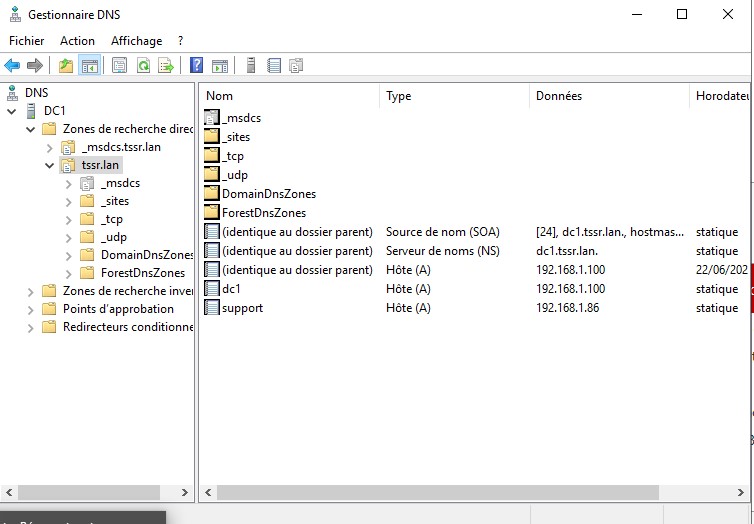 Gestionnaire DNS
Fichier Action Affichage ?
DNS
DC1
Zones de recherche direc
_msdcs.tssr.lan
tssr.lan
_msdcs
_sites
_tcp
_udp
DomainDnsZones
ForestDnsZones
Zones de recherche inver
Points d'approbation
Redirecteurs conditionne
Nom Type Données Horodateu
_msdcs
_sites
_tcp
_udp
DomainDnsZones
ForestDnsZones
(identique au dossier parent) Source de nom (SOA) [24], dc1.tssr.lan., hostmas... statique
(identique au dossier parent) Serveur de noms (NS) dc1.tssr.lan. statique
(identique au dossier parent) Hôte (A) 192.168.1.100 22/06/202
dc1 Hôte (A) 192.168.1.100 statique
support Hôte (A) 192.168.1.86 statique